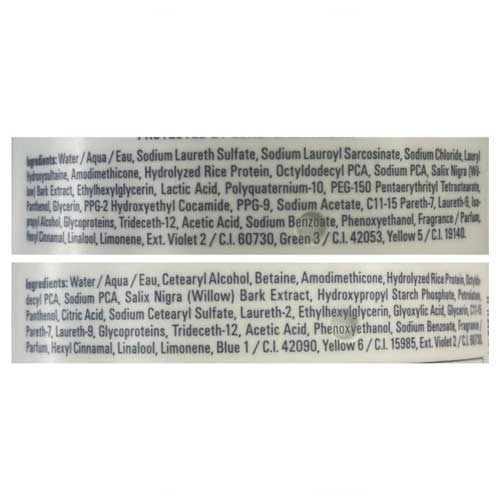 Ingredients: Water / Aqua / Eau, Sodium Laureth Sulfate, Sodium Lauroyl Sarcosinate, Sodium Chloride, Lauryl
Hydroxysultaine, Amodimethicone, Hydrolyzed Rice Protein, Octyldodecyl PCA, Sodium PCA, Salix Nigra (Wil-
low) Bark Extract, Ethylhexylglycerin, Lactic Acid, Polyquaternium-10, PEG-150 Pentaerythrityl Tetrastearate,
Panthenol, Glycerin, PPG-2 Hydroxyethyl Cocamide, PPG-9, Sodium Acetate, C11-15 Pareth-7, Laureth-9, Iso-
propyl Alcohol, Glycoproteins, Trideceth-12, Acetic Acid, Sodium Benzoate, Phenoxyethanol, Fragrance / Parfum,
Hexyl Cinnamal, Linalool, Limonene, Ext. Violet 2 / C.I. 60730, Green 3 / C.I. 42053, Yellow 5 / C.I. 19140.
Ingredients: Water / Aqua / Eau, Cetearyl Alcohol, Betaine, Amodimethicone, Hydrolyzed Rice Protein, Octyldo-
decyl PCA, Sodium PCA, Salix Nigra (Willow) Bark Extract, Hydroxypropyl Starch Phosphate, Petrolatum,
Panthenol, Citric Acid, Sodium Cetearyl Sulfate, Laureth-2, Ethylhexylglycerin, Glyoxylic Acid, Glycerin, C11-15
Pareth-7, Laureth-9, Glycoproteins, Trideceth-12, Acetic Acid, Phenoxyethanol, Sodium Benzoate, Fragrance /
Parfum, Hexyl Cinnamal, Linalool, Limonene, Blue 1 / C.I. 42090, Yellow 6 / C.I. 15985, Ext. Violet 2 / C.I. 60730.